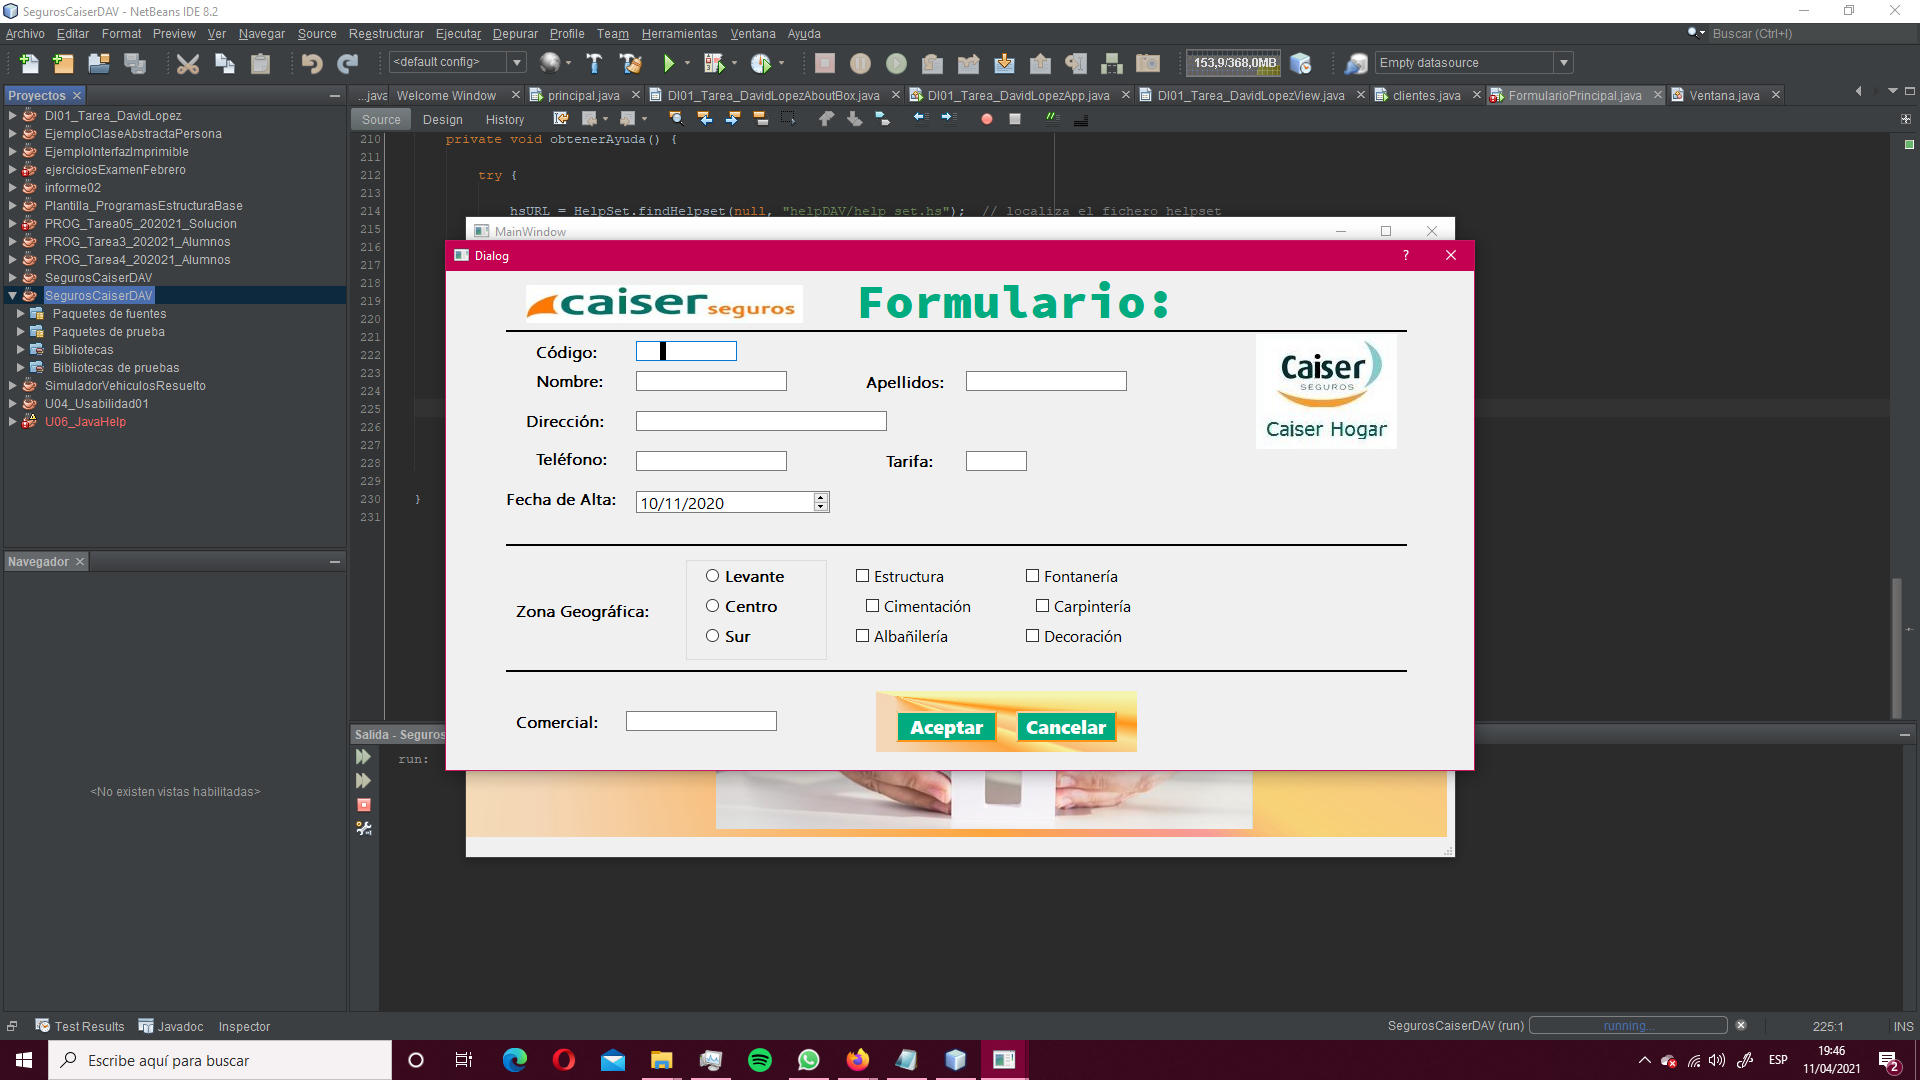 SegurosCaiserDAV - NetBeans IDE 8.2
Archivo Editar Format Preview Ver Navegar Source Reestructurar Ejecutar Depurar Profile Team Herramientas Ventana Ayuda
Buscar (Ctrl+I)
<default config>
153,9/368,0MB
Empty datasource
Proyectos
...java Welcome Window principal.java DI01_Tarea_DavidLopezAboutBox.java DI01_Tarea_DavidLopezApp.java DI01_Tarea_DavidLopezView.java clientes.java FormularioPrincipal.java Ventana.java
Source Design History
DI01_Tarea_DavidLopez
EjemploClaseAbstractaPersona
EjemploInterfazImprimible
ejerciciosExamenFebrero
informe02
Plantilla_ProgramasEstructuraBase
PROG_Tarea05_202021_Solucion
PROG_Tarea3_202021_Alumnos
PROG_Tarea4_202021_Alumnos
SegurosCaiserDAV
SegurosCaiserDAV
Paquetes de fuentes
Paquetes de prueba
Bibliotecas
Bibliotecas de pruebas
SimuladorVehiculosResuelto
U04_Usabilidad01
U06_JavaHelp
210 private void obtenerAyuda() {
211
212 try {
213
214 hsURL = HelpSet.findHelpset(null, "helpDAV/help_set.hs"); // localiza el fichero helpset
215
216
217
218
219
220
221
222
223
224
225
226
227
228
229
230 }
231
MainWindow
Dialog
?
caiser seguros
Formulario:
Código:
Nombre:
Apellidos:
Caiser
SEGUROS
Caiser Hogar
Dirección:
Teléfono:
Tarifa:
Fecha de Alta: 10/11/2020
Zona Geográfica:
Levante
Centro
Sur
Estructura
Cimentación
Albañilería
Fontanería
Carpintería
Decoración
Comercial:
Aceptar Cancelar
Navegador
<No existen vistas habilitadas>
Salida - Seguros
run:
Test Results Javadoc Inspector
SegurosCaiserDAV (run) running... 225:1 INS
Escribe aquí para buscar
ESP
19:46
11/04/2021
2